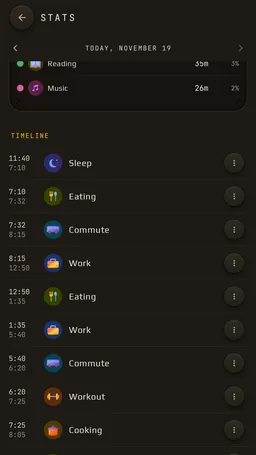 STATS
TODAY, NOVEMBER 19
Reading 35m 3%
Music 26m 2%
TIMELINE
11:40
7:10
Sleep
7:10
7:32
Eating
7:32
8:15
Commute
8:15
12:50
Work
12:50
1:35
Eating
1:35
5:40
Work
5:40
6:20
Commute
6:20
7:25
Workout
7:25
8:05
Cooking